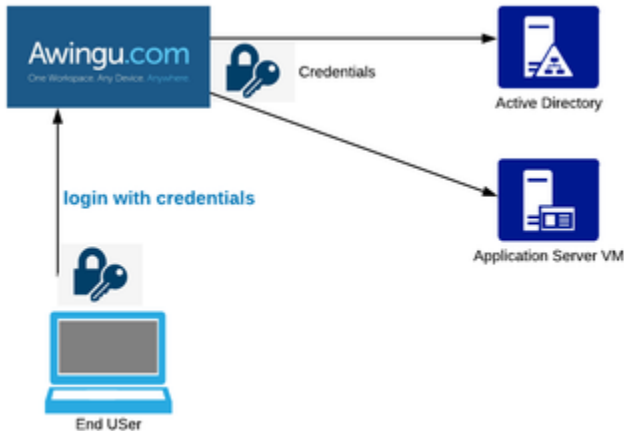 Awingu.com
One Workspace. Any Device. Anywhere.
Credentials
Active Directory
login with credentials
Application Server VM
End USer